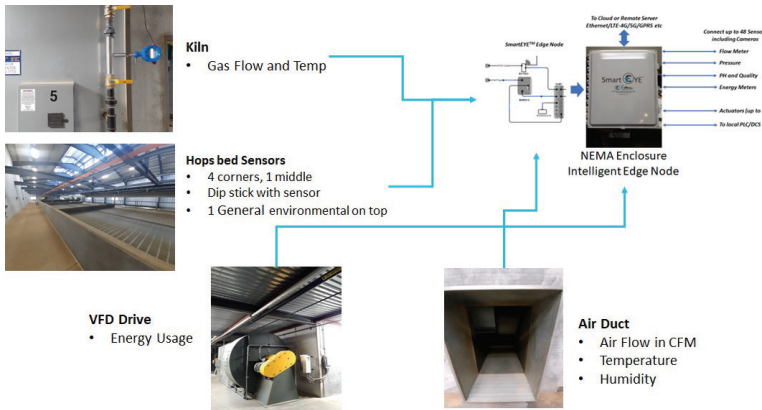 To Cloud or Remote Server
Ethernet/LTE-4G/5G/GPRS etc
SmartEYE™ Edge Node
Connect up to 48 Senso
including Cameras
Flow Meter
Pressure
PH and Quality
Energy Meters
Actuators (up to
To local PLC/DCS
Smart EYE
NEMA Enclosure
Intelligent Edge Node
5
Kiln
• Gas Flow and Temp
Hops bed Sensors
• 4 corners, 1 middle
• Dip stick with sensor
• 1 General environmental on top
VFD Drive
• Energy Usage
Air Duct
• Air Flow in CFM
• Temperature
• Humidity